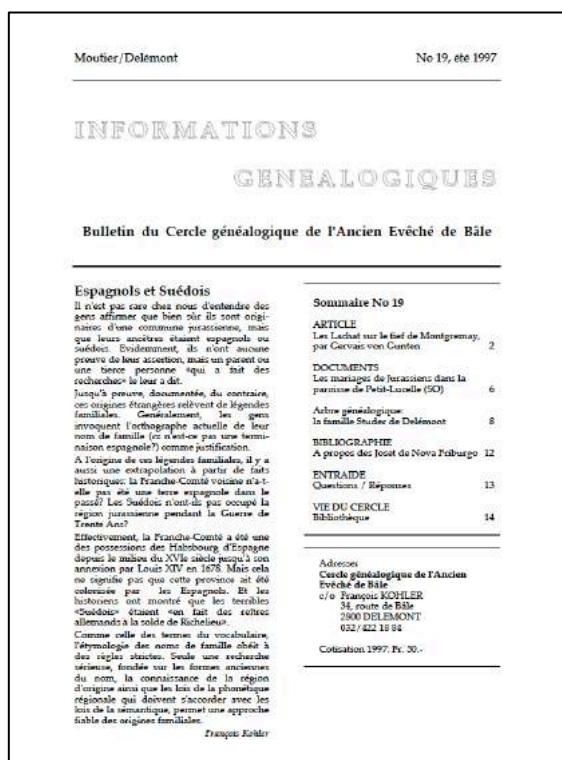 Moutier/Delémont
No 19, été 1997
INFORMATIONS
GENEALOGIQUES
Bulletin du Cercle généalogique de l'Ancien Evêché de Bâle
Espagnols et Suédois
Il n'est pas rare chez nous d'entendre des
gens affirmer que bien sûr ils sont origi-
naires d'une commune jurassienne, mais
que leurs ancêtres étaient espagnols ou
suédois. Evidemment, ils n'ont aucune
preuve de leur assertion, mais un parent ou
une tierce personne «qui a fait des
recherches» le leur a dit.
Jusqu'à preuve, documentée, du contraire,
ces origines étrangères relèvent de légendes
familiales. Généralement, les gens
invoquent l'orthographe actuelle de leur
nom de famille (ez n'est-ce pas une termi-
naison espagnole?) comme justification.
A l'origine de ces légendes familiales, il y a
aussi une extrapolation à partir de faits
historiques: la Franche-Comté voisine n'a-t-
elle pas été une terre espagnole dans le
passé? Les Suédois n'ont-ils pas occupé la
région jurassienne pendant la Guerre de
Trente Ans?
Effectivement, la Franche-Comté a été une
des possessions des Habsbourg d'Espagne
depuis le milieu du XVIe siècle jusqu'à son
annexion par Louis XIV en 1678. Mais cela
ne signifie pas que cette province ait été
colonisée par les Espagnols. Et les
historiens ont montré que les terribles
«Suédois» étaient «en fait des reîtres
allemands à la solde de Richelieu».
Comme celle des termes du vocabulaire,
l'étymologie des noms de famille obéit à
des règles strictes. Seule une recherche
sérieuse, fondée sur les formes anciennes
du nom, la connaissance de la région
d'origine ainsi que les lois de la phonétique
régionale qui doivent s'accorder avec les
lois de la sémantique, permet une approche
fiable des origines familiales.
François Kohler
Sommaire No 19
ARTICLE
Les Lachat sur le fief de Montgremay,
par Gervais von Gunten 2
DOCUMENTS
Les mariages de Jurassiens dans la
paroisse de Petit-Lucelle (SO) 6
Arbre généalogique:
la famille Studer de Delémont 8
BIBLIOGRAPHIE
A propos des Joset de Nova Friburgo 12
ENTRAIDE
Questions / Réponses 13
VIE DU CERCLE
Bibliothèque 14
Adresses
Cercle généalogique de l'Ancien
Evêché de Bâle
c/o François KOHLER
34, route de Bâle
2800 DELEMONT
032/422 18 84
Cotisation 1997: Fr. 30.-